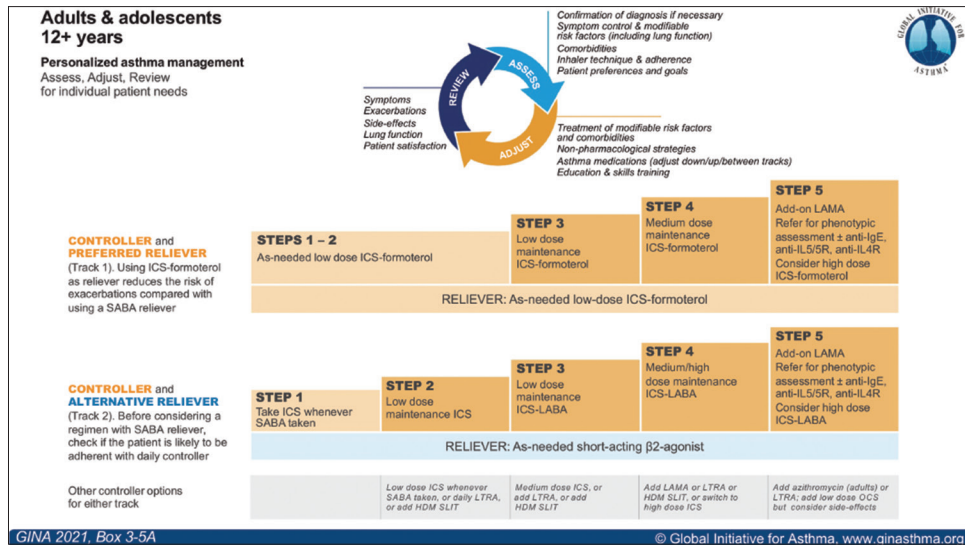 Adults & adolescents
12+ years
Personalized asthma management
Assess, Adjust, Review
for individual patient needs
Confirmation of diagnosis if necessary
Symptom control & modifiable
risk factors (including lung function)
Comorbidities
Inhaler technique & adherence
Patient preferences and goals
GLOBAL INITIATIVE FOR
ASTHMA
REVIEW
ASSESS
ADJUST
Symptoms
Exacerbations
Side-effects
Lung function
Patient satisfaction
Treatment of modifiable risk factors
and comorbidities
Non-pharmacological strategies
Asthma medications (adjust down/up/between tracks)
Education & skills training
CONTROLLER and
PREFERRED RELIEVER
(Track 1). Using ICS-formoterol
as reliever reduces the risk of
exacerbations compared with
using a SABA reliever
STEPS 1 – 2
As-needed low dose ICS-formoterol
STEP 3
Low dose
maintenance
ICS-formoterol
STEP 4
Medium dose
maintenance
ICS-formoterol
STEP 5
Add-on LAMA
Refer for phenotypic
assessment ± anti-IgE,
anti-IL5/5R, anti-IL4R
Consider high dose
ICS-formoterol
RELIEVER: As-needed low-dose ICS-formoterol
CONTROLLER and
ALTERNATIVE RELIEVER
(Track 2). Before considering a
regimen with SABA reliever,
check if the patient is likely to be
adherent with daily controller
STEP 1
Take ICS whenever
SABA taken
STEP 2
Low dose
maintenance ICS
STEP 3
Low dose
maintenance
ICS-LABA
STEP 4
Medium/high
dose maintenance
ICS-LABA
STEP 5
Add-on LAMA
Refer for phenotypic
assessment ± anti-IgE,
anti-IL5/5R, anti-IL4R
Consider high dose
ICS-LABA
RELIEVER: As-needed short-acting β2-agonist
Other controller options
for either track
Low dose ICS whenever
SABA taken, or daily LTRA,
or add HDM SLIT
Medium dose ICS, or
add LTRA, or add
HDM SLIT
Add LAMA or LTRA or
HDM SLIT, or switch to
high dose ICS
Add azithromycin (adults) or
LTRA; add low dose OCS
but consider side-effects
GINA 2021, Box 3-5A
© Global Initiative for Asthma, www.ginasthma.org